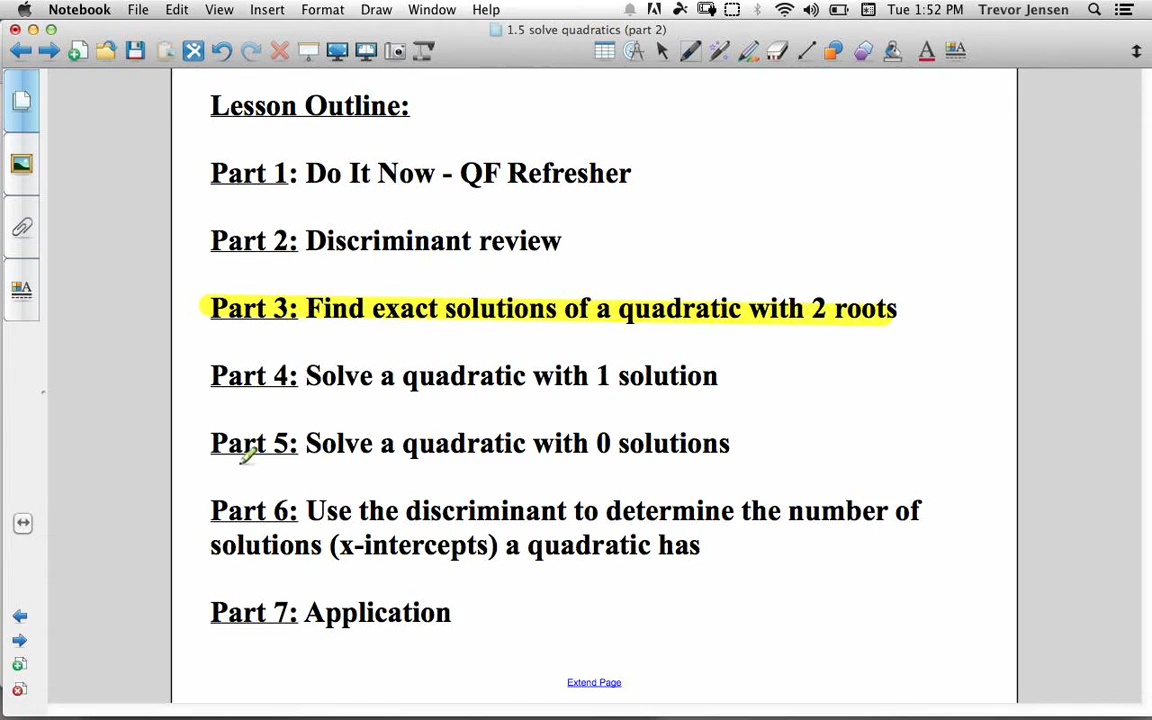 Notebook File Edit View Insert Format Draw Window Help Tue 1:52 PM Trevor Jensen
1.5 solve quadratics (part 2)
Lesson Outline:
Part 1: Do It Now - QF Refresher
Part 2: Discriminant review
Part 3: Find exact solutions of a quadratic with 2 roots
Part 4: Solve a quadratic with 1 solution
Part 5: Solve a quadratic with 0 solutions
Part 6: Use the discriminant to determine the number of
solutions (x-intercepts) a quadratic has
Part 7: Application
Extend Page